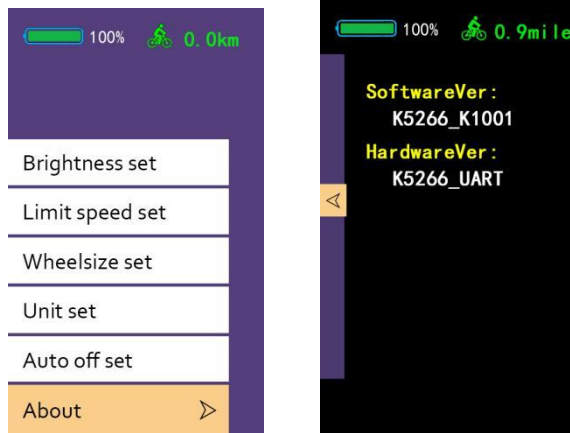 100% 0.0km
Brightness set
Limit speed set
Wheelsize set
Unit set
Auto off set
About
100% 0.9mile
SoftwareVer:
K5266_K1001
HardwareVer:
K5266_UART